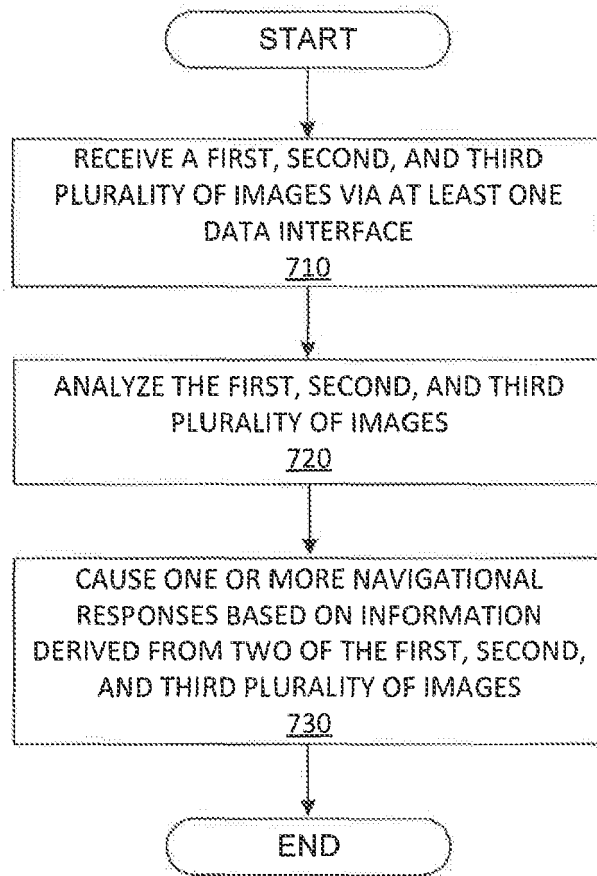 START
RECEIVE A FIRST, SECOND, AND THIRD
PLURALITY OF IMAGES VIA AT LEAST ONE
DATA INTERFACE
710
ANALYZE THE FIRST, SECOND, AND THIRD
PLURALITY OF IMAGES
720
CAUSE ONE OR MORE NAVIGATIONAL
RESPONSES BASED ON INFORMATION
DERIVED FROM TWO OF THE FIRST, SECOND,
AND THIRD PLURALITY OF IMAGES
730
END